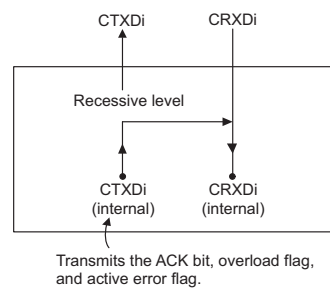 CTXDi CRXDi
Recessive level
CTXDi CRXDi
(internal) (internal)
Transmits the ACK bit, overload flag,
and active error flag.